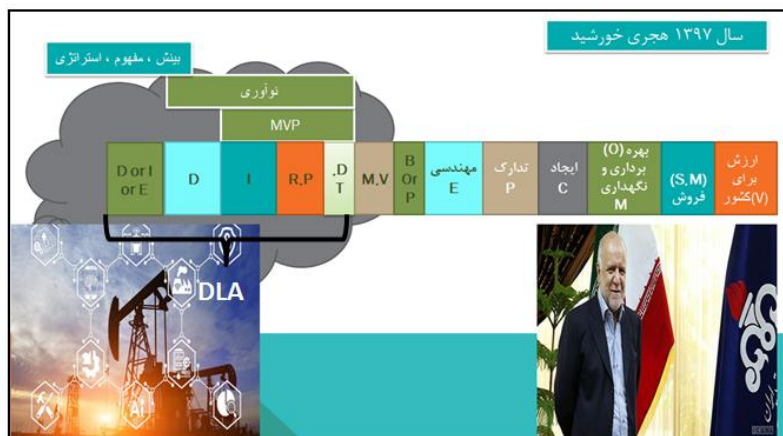 سال ۱۳۹۷ هجری خورشید
بینش ، مفهوم ، استراتژی
نوآوری
MVP
D or I
or E
D
I
R.P
.DT
M.V
B
Or
P
مهندسی
E
تدارک
P
ایجاد
C
بهره (O)
برداری و
نگهداری
M
(S,M)
فروش
ارزش
برای
کشور(V)
DLA
Ai